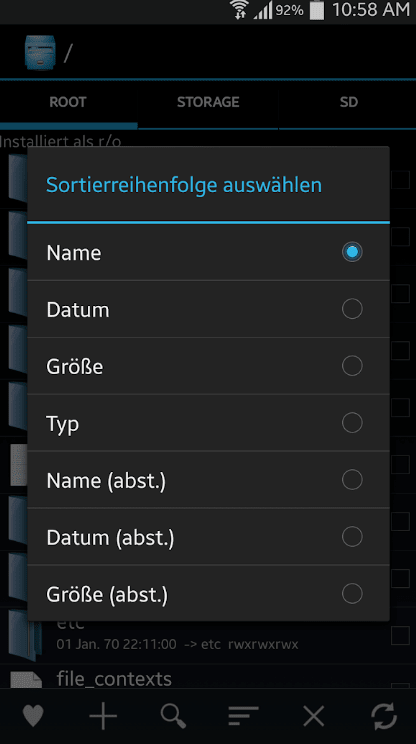 92% 10:58 AM
/
ROOT STORAGE SD
Installiert als r/o
Sortierreihenfolge auswählen
Name
Datum
Größe
Typ
Name (abst.)
Datum (abst.)
Größe (abst.)
etc
01 Jan. 70 22:11:00 -> etc rwxrwxrwx
file_contexts